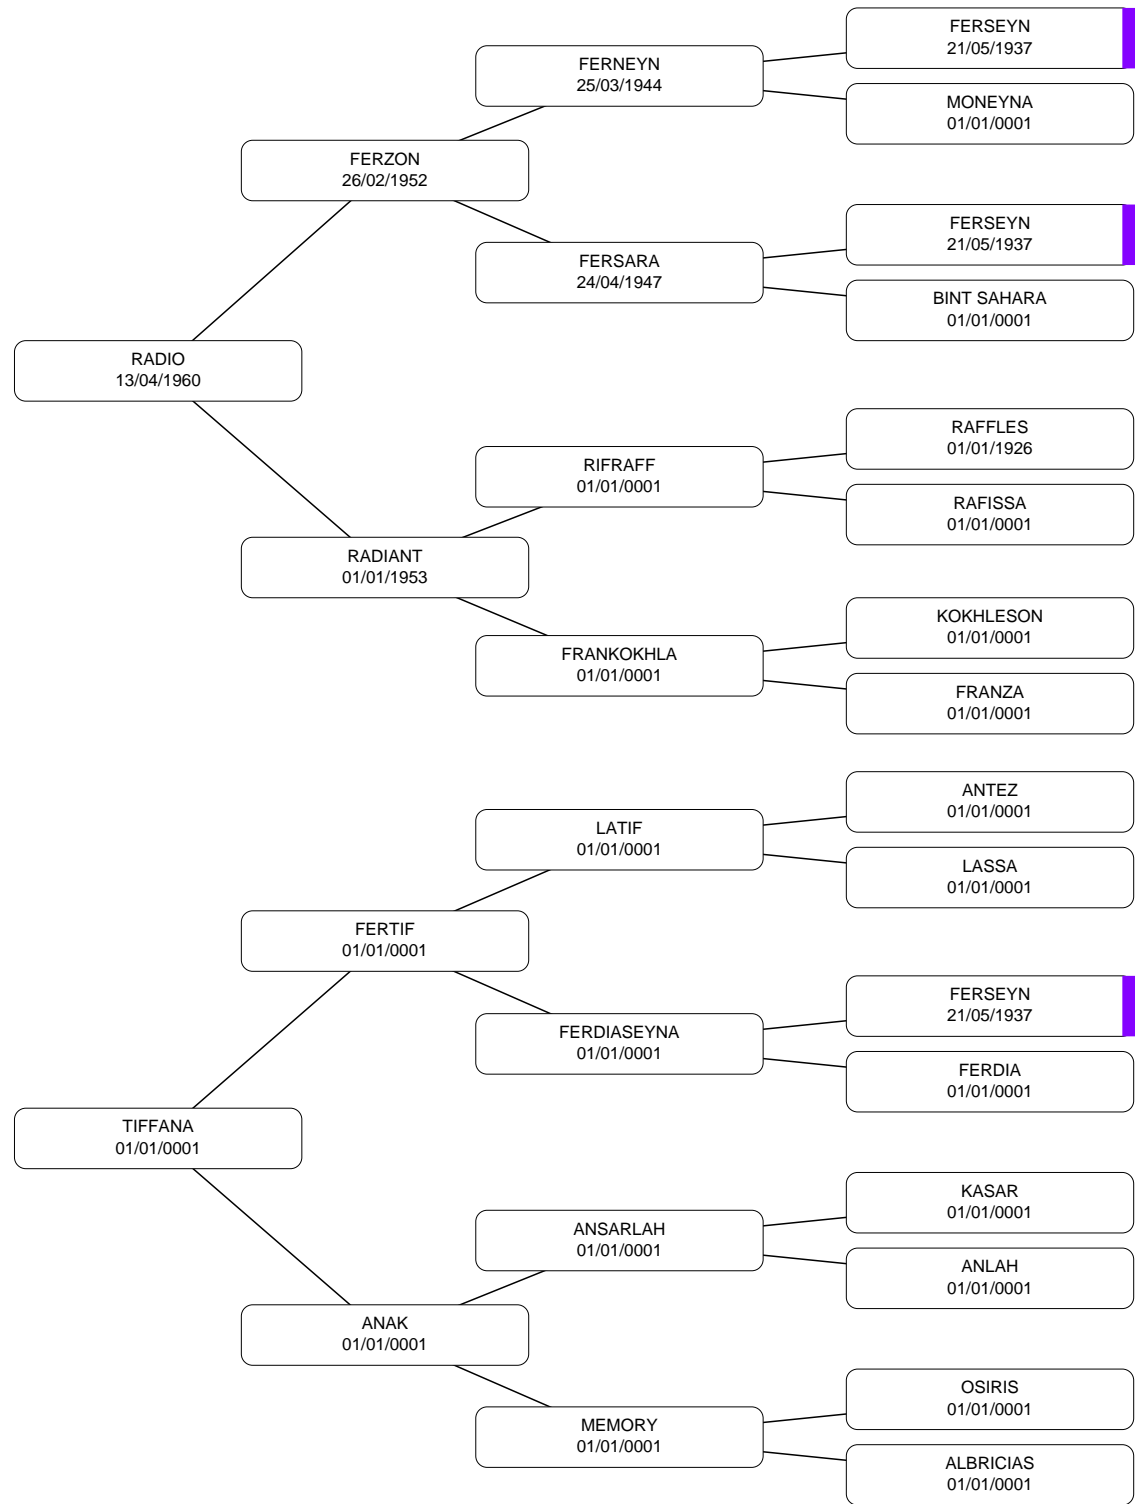 FERSEYN
21/05/1937
FERNEYN
25/03/1944
MONEYNA
01/01/0001
FERZON
26/02/1952
FERSEYN
21/05/1937
FERSARA
24/04/1947
BINT SAHARA
01/01/0001
RADIO
13/04/1960
RAFFLES
01/01/1926
RIFRAFF
01/01/0001
RAFISSA
01/01/0001
RADIANT
01/01/1953
KOKHLESON
01/01/0001
FRANKOKHLA
01/01/0001
FRANZA
01/01/0001
ANTEZ
01/01/0001
LATIF
01/01/0001
LASSA
01/01/0001
FERTIF
01/01/0001
FERSEYN
21/05/1937
FERDIASEYNA
01/01/0001
FERDIA
01/01/0001
TIFFANA
01/01/0001
KASAR
01/01/0001
ANSARLAH
01/01/0001
ANLAH
01/01/0001
ANAK
01/01/0001
OSIRIS
01/01/0001
MEMORY
01/01/0001
ALBRICIAS
01/01/0001